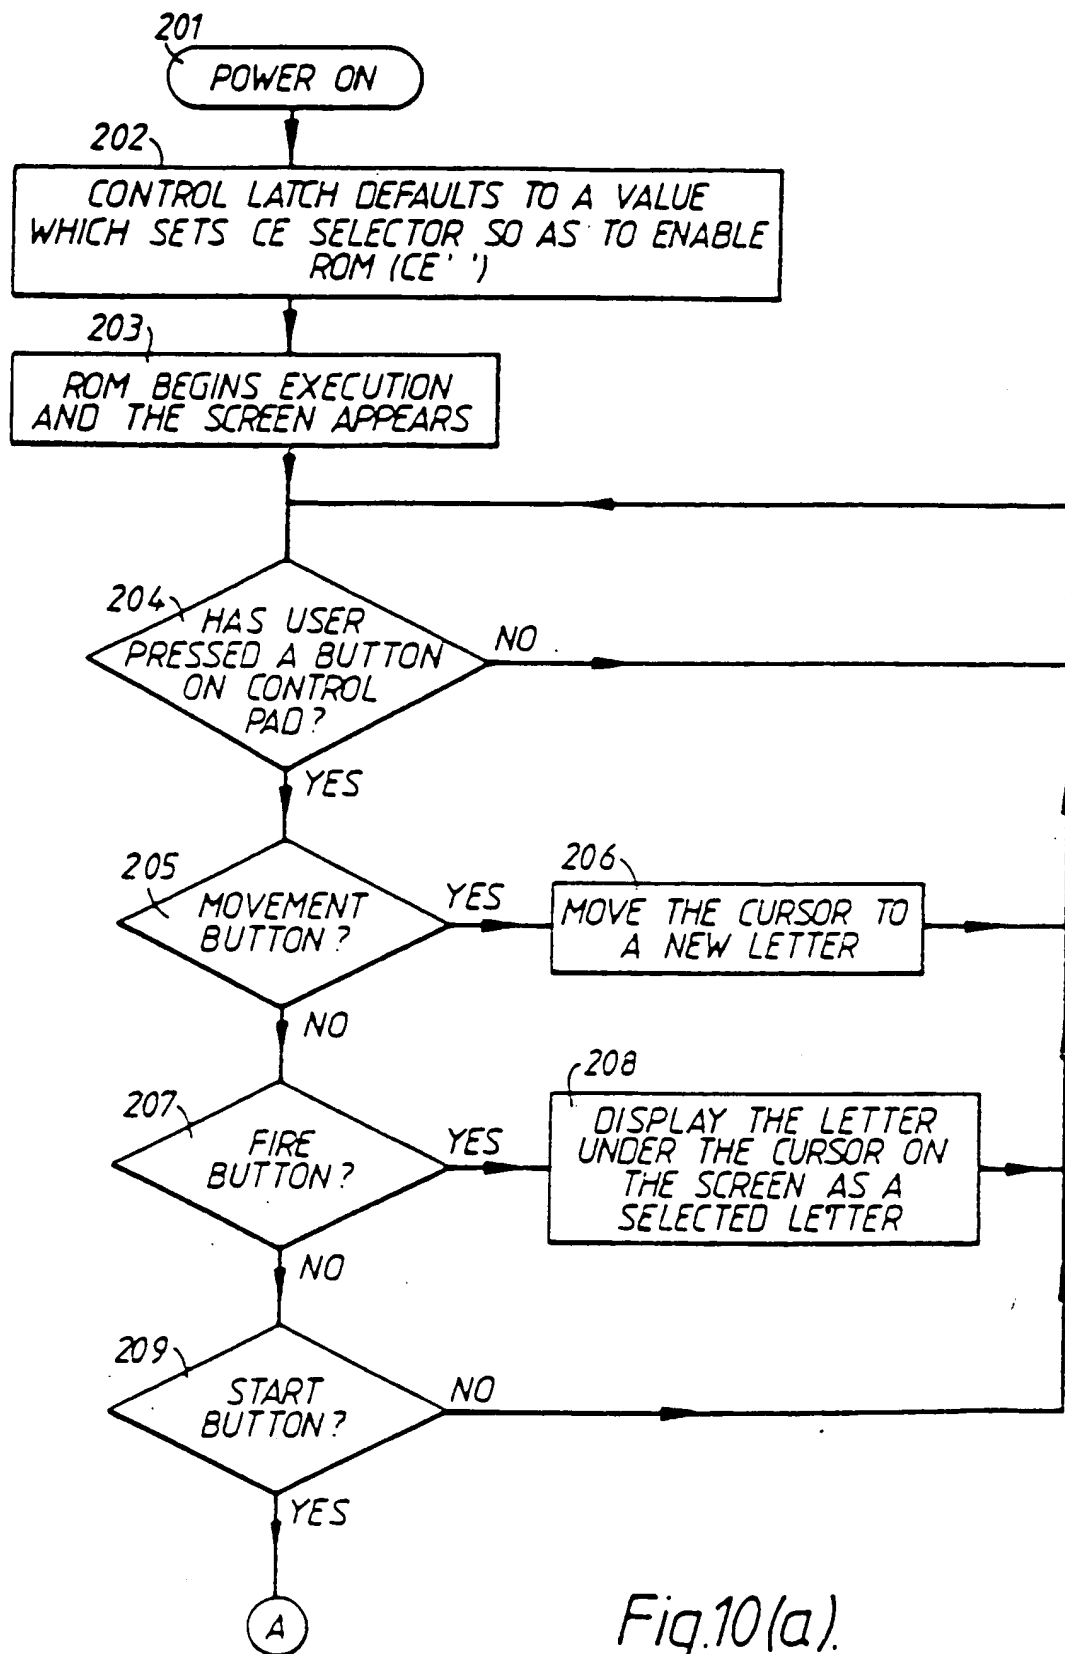 201
POWER ON
202
CONTROL LATCH DEFAULTS TO A VALUE
WHICH SETS CE SELECTOR SO AS TO ENABLE
ROM (CE'')
203
ROM BEGINS EXECUTION
AND THE SCREEN APPEARS
204
HAS USER
PRESSED A BUTTON
ON CONTROL
PAD?
NO
YES
205
MOVEMENT
BUTTON?
YES
206
MOVE THE CURSOR TO
A NEW LETTER
NO
207
FIRE
BUTTON?
YES
208
DISPLAY THE LETTER
UNDER THE CURSOR ON
THE SCREEN AS A
SELECTED LETTER
NO
209
START
BUTTON?
NO
YES
A
Fig.10(a).